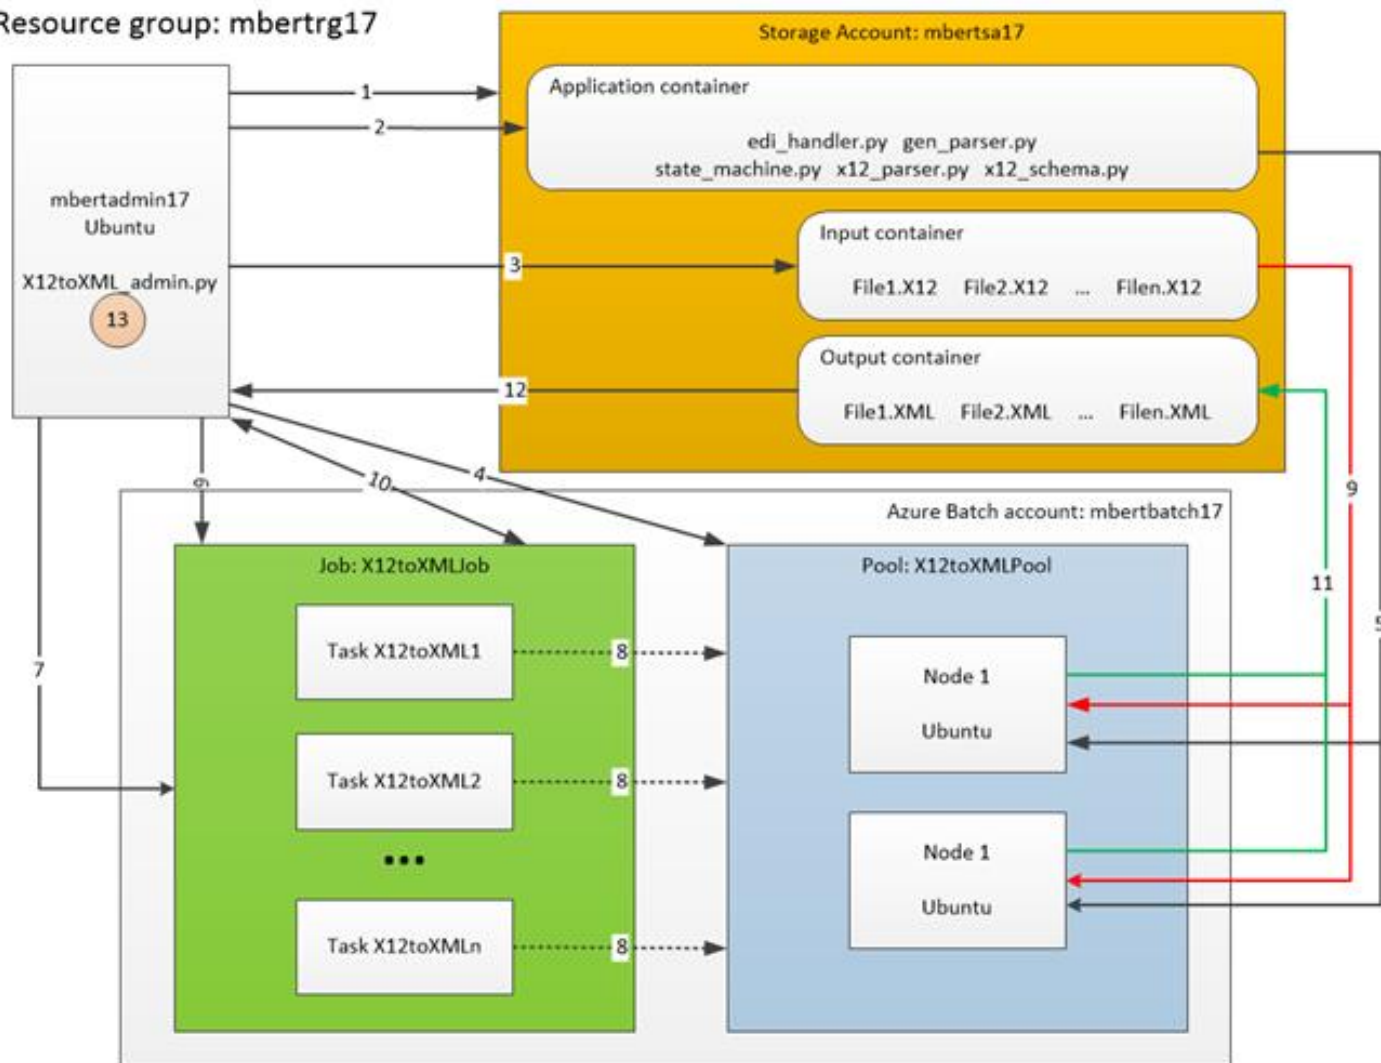 Resource group: mbertrg17
Storage Account: mbertsa17
Application container
edi_handler.py gen_parser.py
state_machine.py x12_parser.py x12_schema.py
1
2
mbertadmin17
Ubuntu
X12toXML_admin.py
13
3
Input container
File1.X12 File2.X12 ... Filen.X12
Output container
File1.XML File2.XML ... Filen.XML
12
10
4
6
9
Azure Batch account: mbertbatch17
Job: X12toXMLJob
Pool: X12toXMLPool
11
5
7
Task X12toXML1
8
Node 1
Ubuntu
Task X12toXML2
8
...
Node 1
Ubuntu
Task X12toXMLn
8